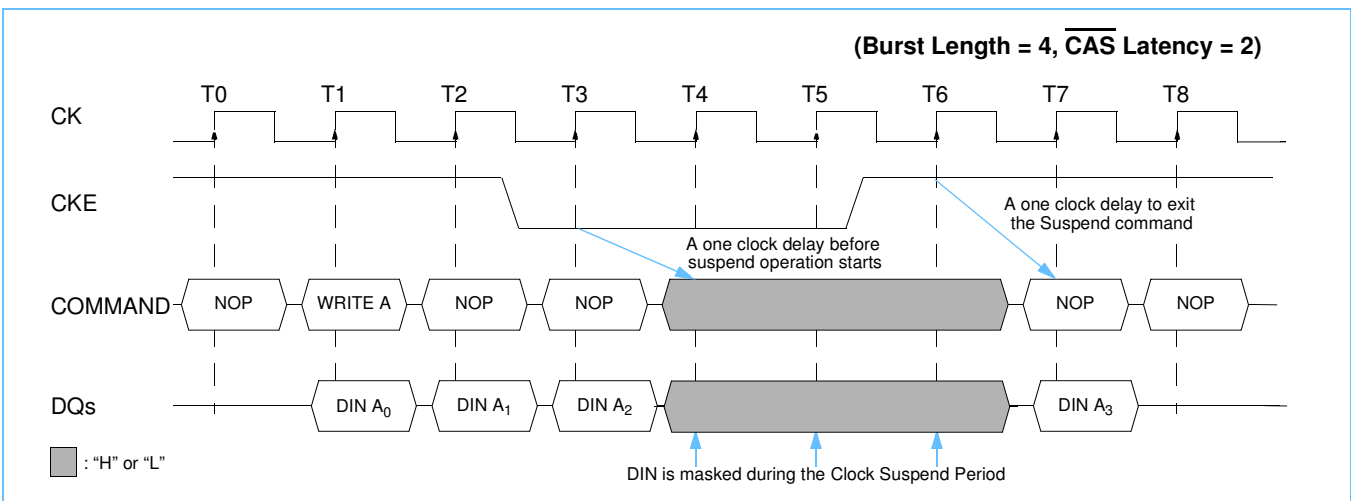 (Burst Length = 4, CAS Latency = 2)
T0 T1 T2 T3 T4 T5 T6 T7 T8
CK
CKE
A one clock delay to exit
the Suspend command
A one clock delay before
suspend operation starts
COMMAND NOP WRITE A NOP NOP NOP NOP
DQs DIN A0 DIN A1 DIN A2 DIN A3
: “H” or “L”
DIN is masked during the Clock Suspend Period